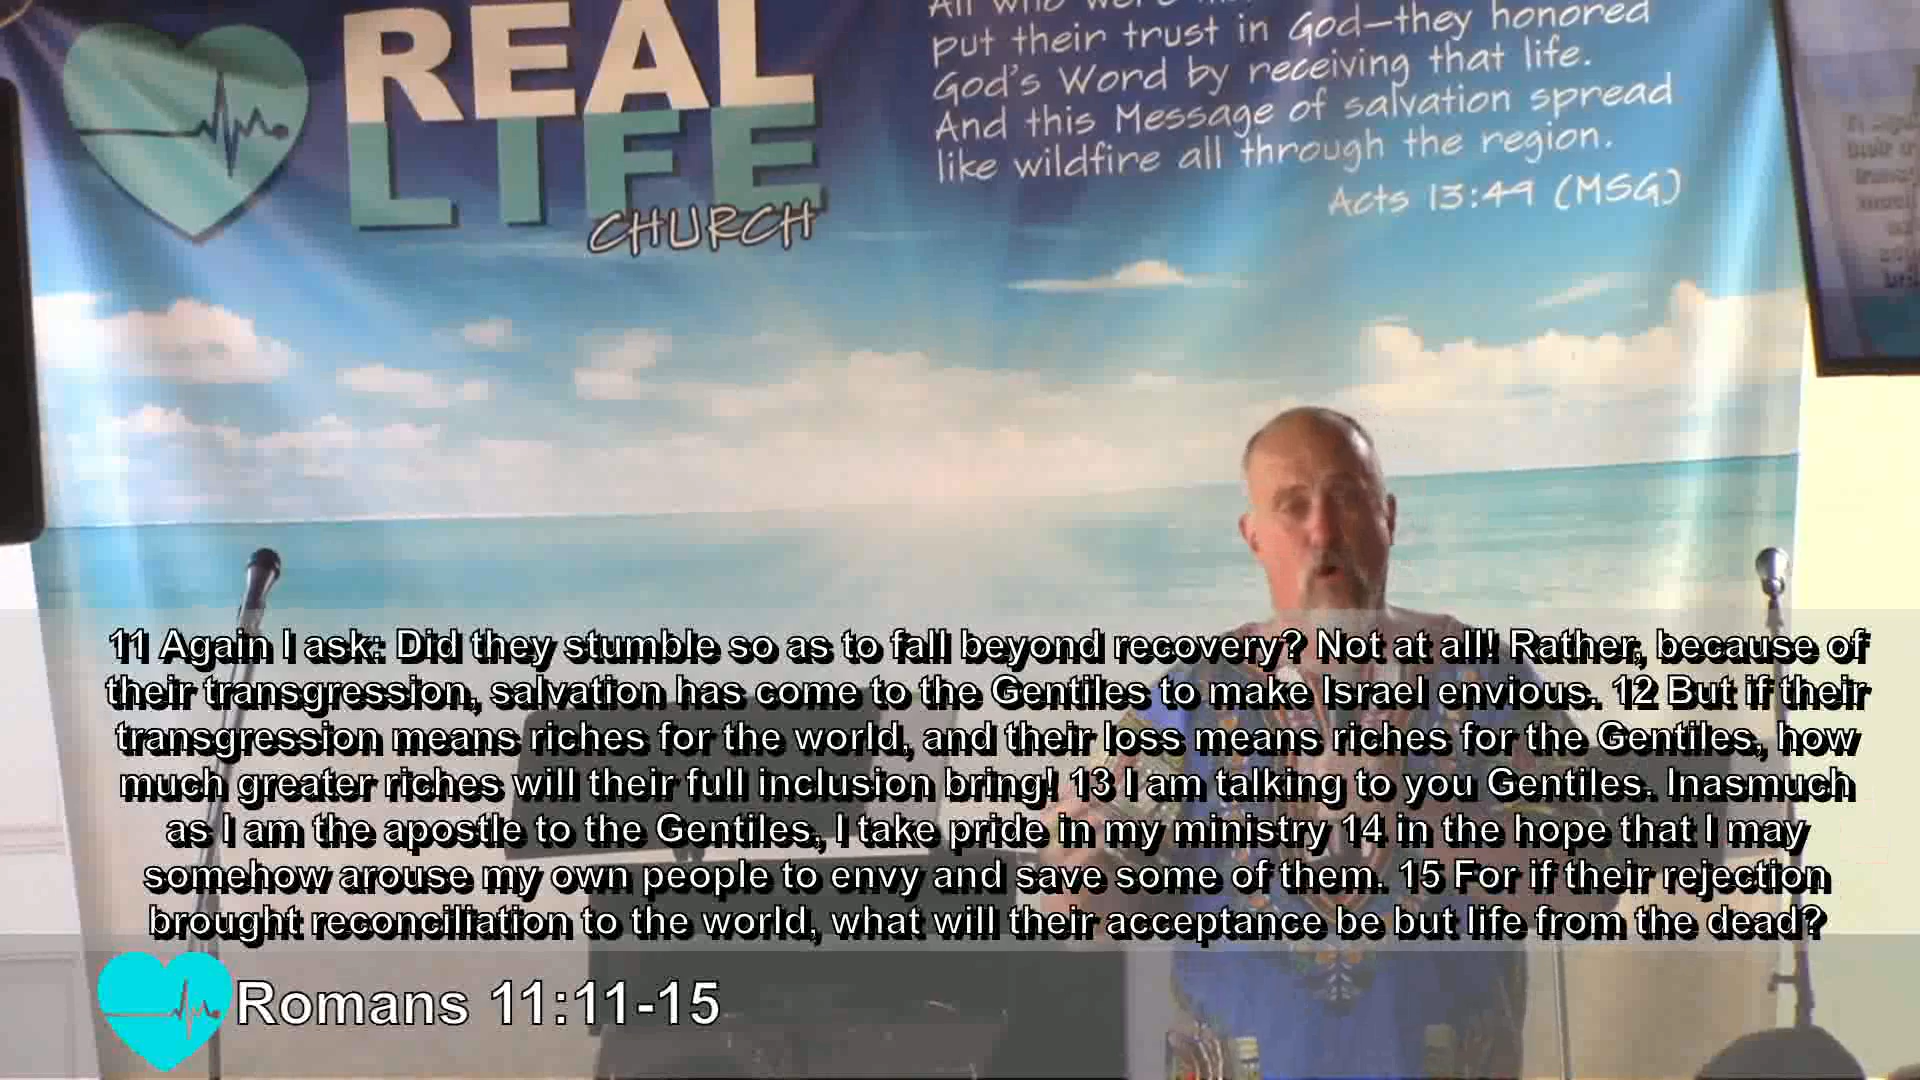 REAL
LIFE
CHURCH
All who were
put their trust in God—they honored
God's Word by receiving that life.
And this Message of salvation spread
like wildfire all through the region.
Acts 13:49 (MSG)
11 Again I ask: Did they stumble so as to fall beyond recovery? Not at all! Rather, because of
their transgression, salvation has come to the Gentiles to make Israel envious. 12 But if their
transgression means riches for the world, and their loss means riches for the Gentiles, how
much greater riches will their full inclusion bring! 13 I am talking to you Gentiles. Inasmuch
as I am the apostle to the Gentiles, I take pride in my ministry 14 in the hope that I may
somehow arouse my own people to envy and save some of them. 15 For if their rejection
brought reconciliation to the world, what will their acceptance be but life from the dead?
Romans 11:11-15